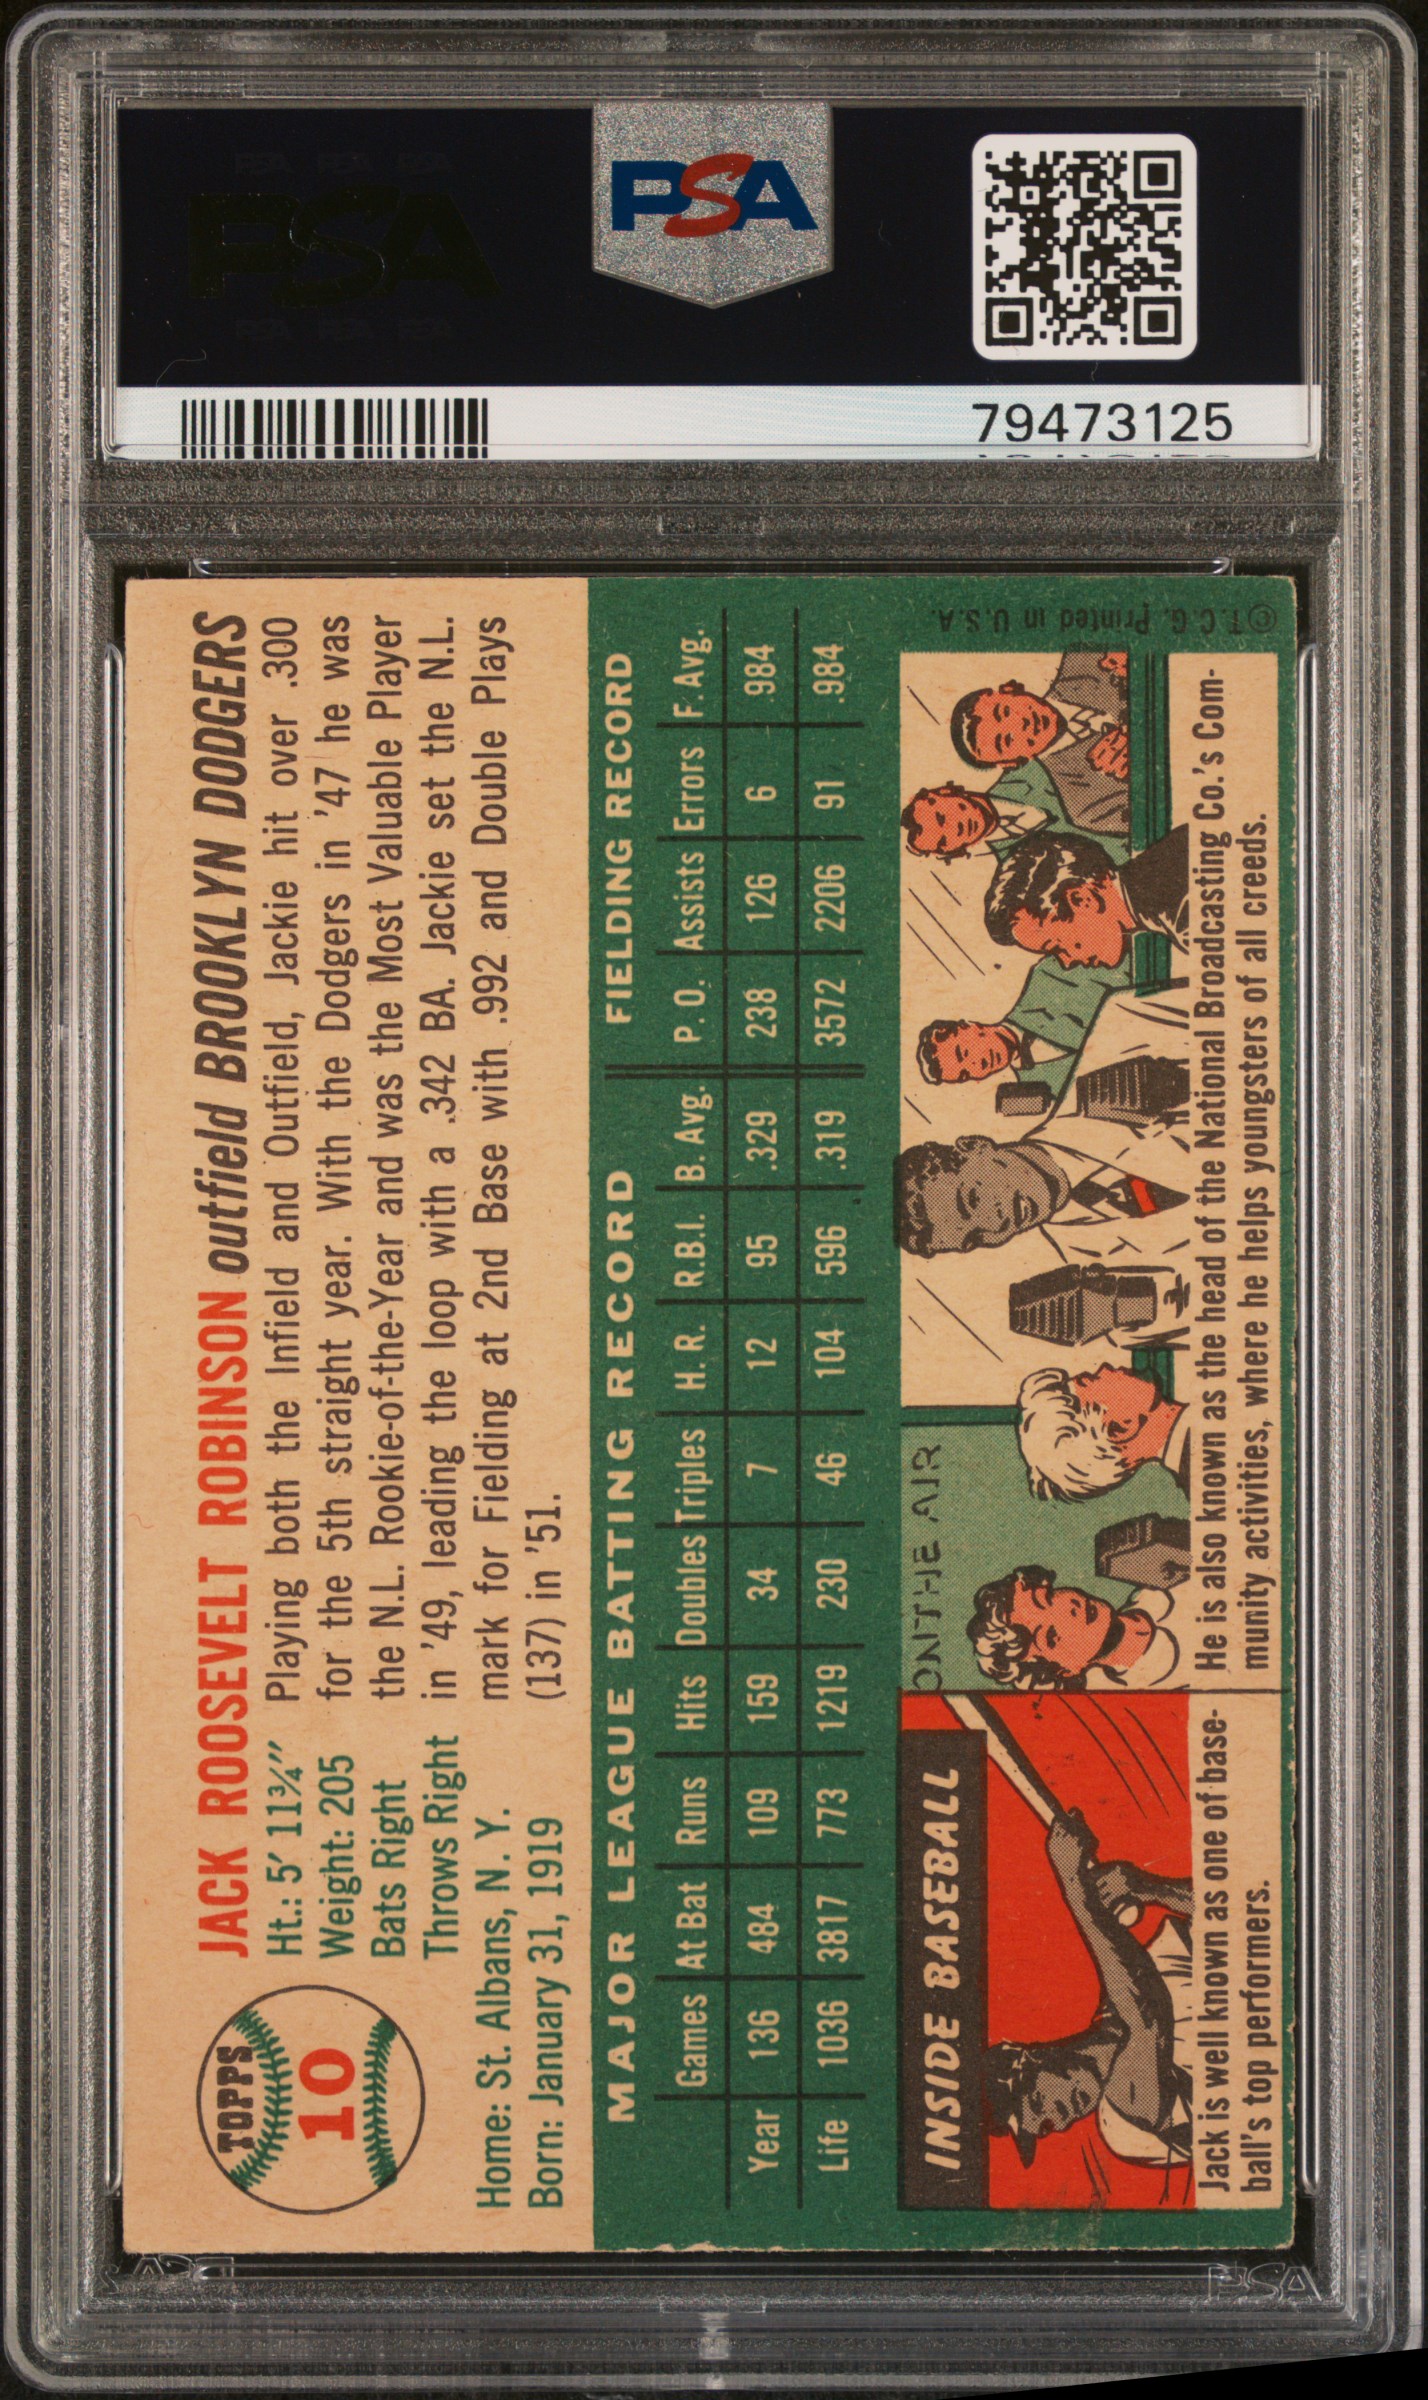 PSA
PSA
79473125
TOPPS
10
JACK ROOSEVELT ROBINSON outfield BROOKLYN DODGERS
Ht.: 5' 11¾"
Weight: 205
Bats Right
Throws Right
Home: St. Albans, N. Y.
Born: January 31, 1919
Playing both the Infield and Outfield, Jackie hit over .300
for the 5th straight year. With the Dodgers in '47 he was
the N.L. Rookie-of-the-Year and was the Most Valuable Player
in '49, leading the loop with a .342 BA. Jackie set the N.L.
mark for Fielding at 2nd Base with .992 and Double Plays
(137) in '51.
MAJOR LEAGUE BATTING RECORD FIELDING RECORD
Games At Bat Runs Hits Doubles Triples H. R. R.B.I. B. Avg. P. O. Assists Errors F. Avg.
Year 136 484 109 159 34 7 12 95 .329 238 126 6 .984
Life 1036 3817 773 1219 230 46 104 596 .319 3572 2206 91 .984
INSIDE BASEBALL
ON THE AIR
Jack is well known as one of base-
ball's top performers.
He is also known as the head of the National Broadcasting Co.'s Com-
munity activities, where he helps youngsters of all creeds.
© T. C. G. Printed in U. S. A.
PSA